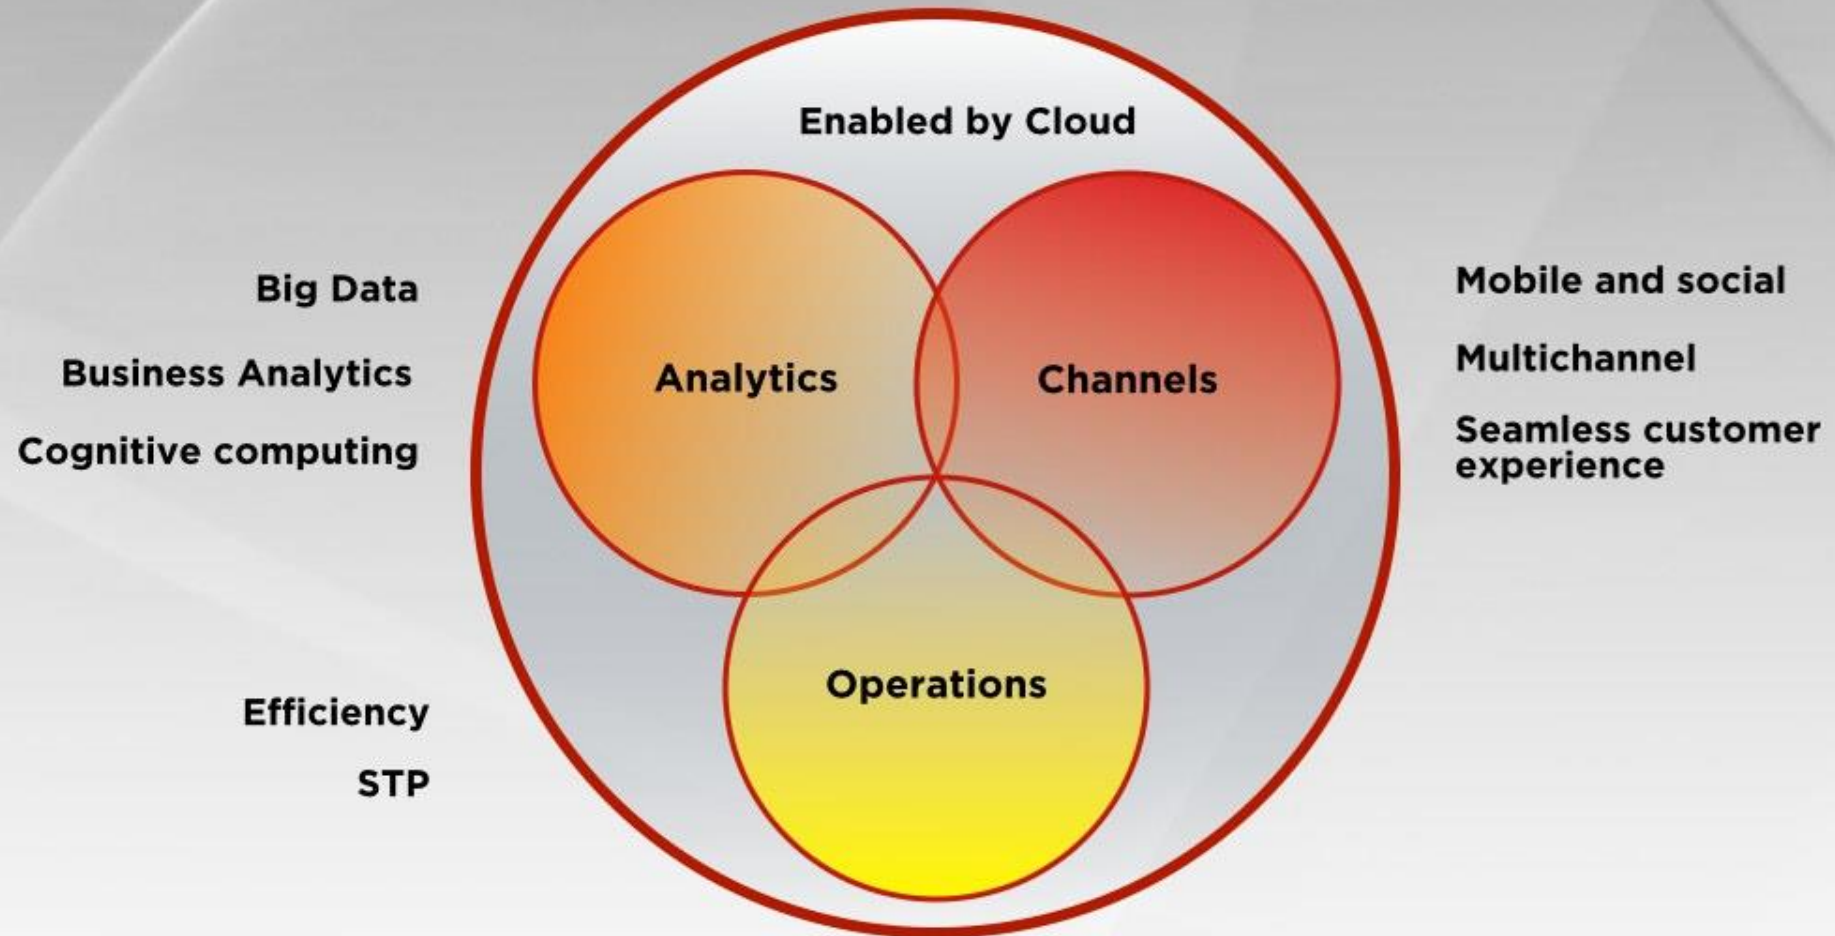 Enabled by Cloud
Big Data
Business Analytics
Cognitive computing
Analytics
Channels
Mobile and social
Multichannel
Seamless customer
experience
Operations
Efficiency
STP